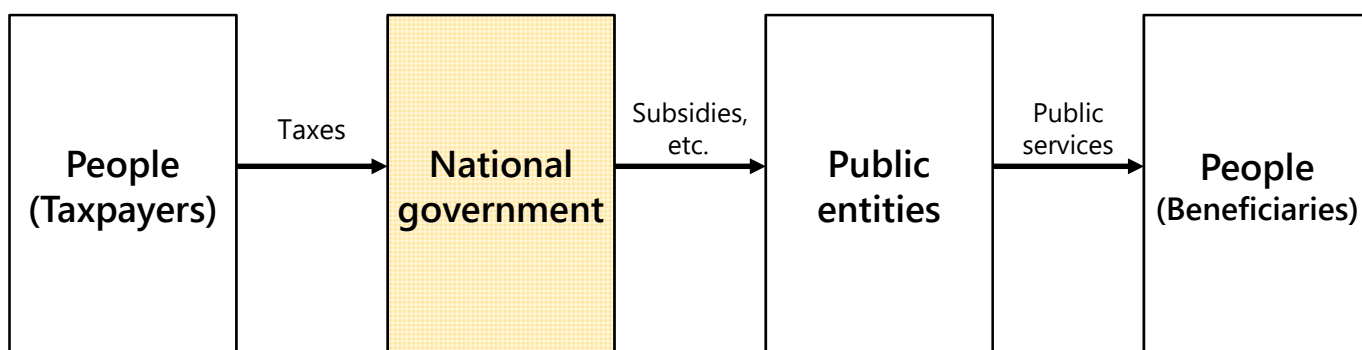 People
(Taxpayers)
Taxes
National
government
Subsidies,
etc.
Public
entities
Public
services
People
(Beneficiaries)